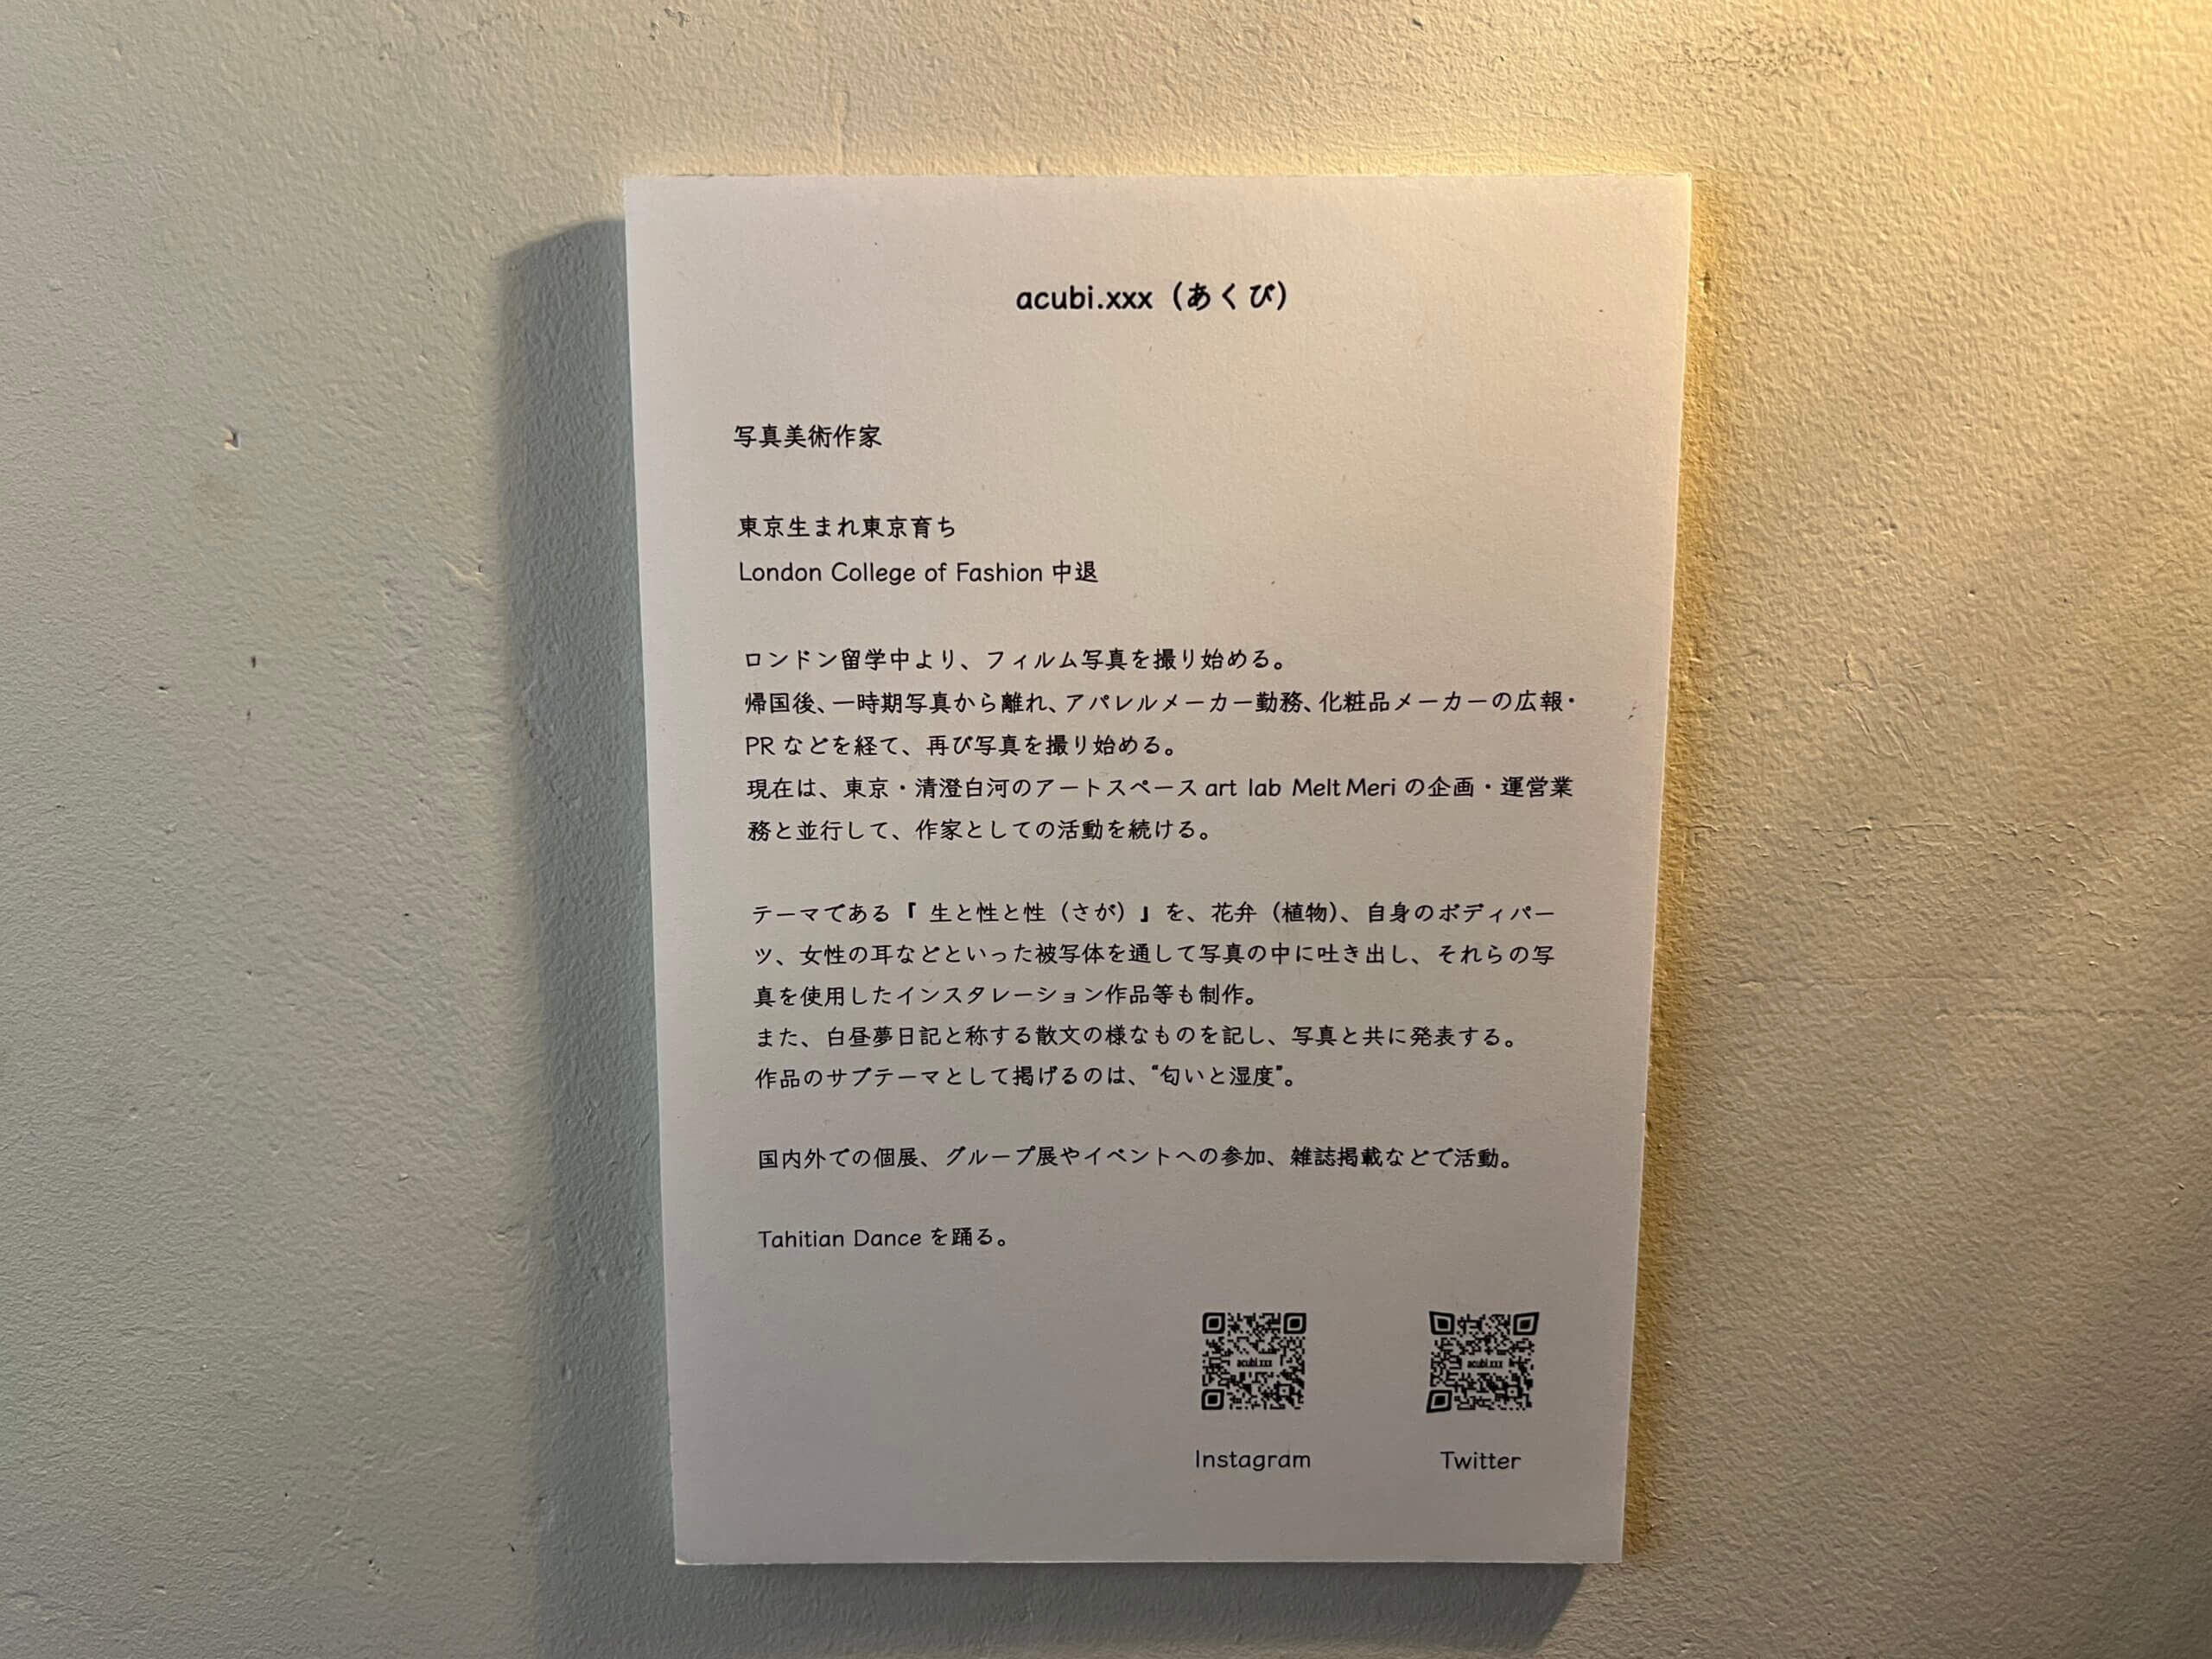 acubi.xxx（あくび）
写真美術作家
東京生まれ東京育ち
London College of Fashion 中退
ロンドン留学中より、フィルム写真を撮り始める。
帰国後、一時期写真から離れ、アパレルメーカー勤務、化粧品メーカーの広報・
PR などを経て、再び写真を撮り始める。
現在は、東京・清澄白河のアートスペース art lab Melt Meri の企画・運営業
務と並行して、作家としての活動を続ける。
テーマである『 生と性と性（さが）』を、花弁（植物）、自身のボディパー
ツ、女性の耳などといった被写体を通して写真の中に吐き出し、それらの写
真を使用したインスタレーション作品等も制作。
また、白昼夢日記と称する散文の様なものを記し、写真と共に発表する。
作品のサブテーマとして掲げるのは、“匂いと湿度”。
国内外での個展、グループ展やイベントへの参加、雑誌掲載などで活動。
Tahitian Dance を踊る。
acubi.xxx acubi.xxx
Instagram Twitter